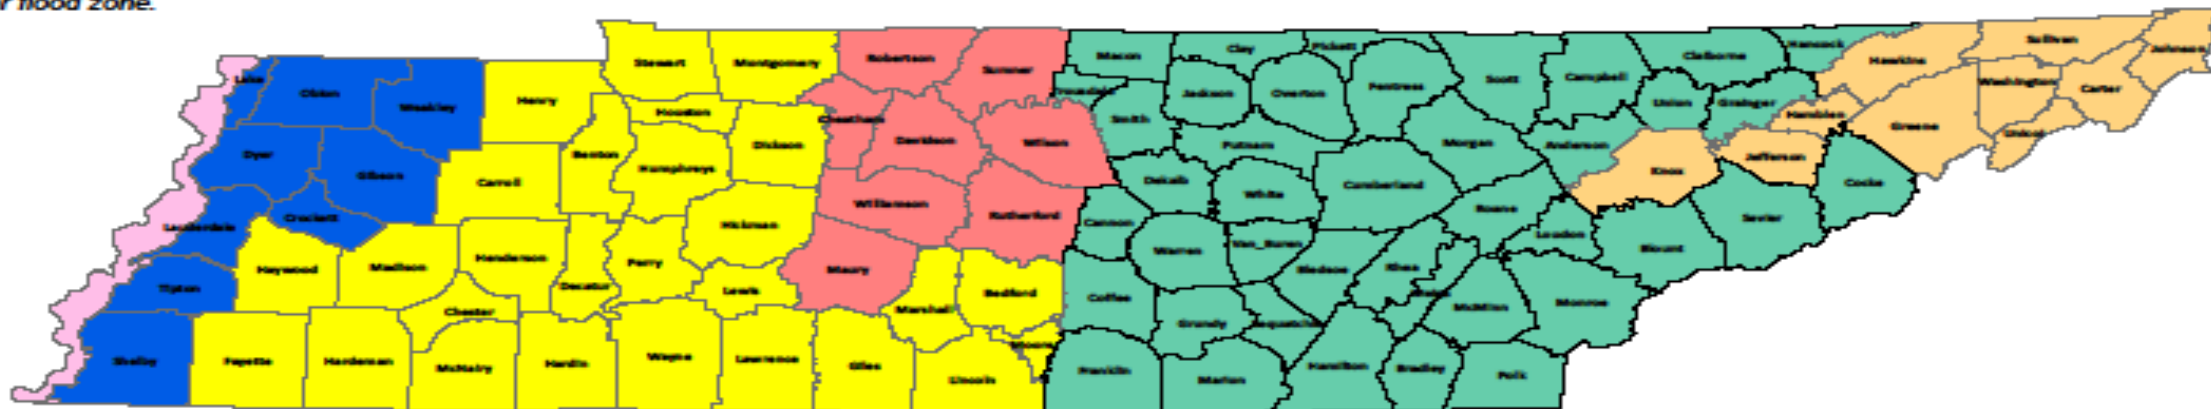 r flood zone.
Stewart
Montgomery
Robertson
Sumner
Macon
Clay
Pickett
Claiborne
Hancock
Hawkins
Sullivan
Johnson
Lake
Obion
Weakley
Henry
Houston
Cheatham
Davidson
Wilson
Trousdale
Smith
Jackson
Overton
Fentress
Scott
Campbell
Union
Grainger
Hamblen
Greene
Washington
Carter
Unicoi
Dyer
Gibson
Carroll
Benton
Humphreys
Dickson
Putnam
Morgan
Anderson
Knox
Jefferson
Cocke
Lauderdale
Crockett
Hickman
Williamson
Rutherford
Cannon
Dekalb
White
Cumberland
Roane
Loudon
Blount
Sevier
Tipton
Haywood
Madison
Henderson
Decatur
Perry
Lewis
Maury
Marshall
Bedford
Coffee
Warren
Van_Buren
Bledsoe
Rhea
Meigs
McMinn
Monroe
Chester
Moore
Grundy
Sequatchie
Shelby
Fayette
Hardeman
McNairy
Hardin
Wayne
Lawrence
Giles
Lincoln
Franklin
Marion
Hamilton
Bradley
Polk